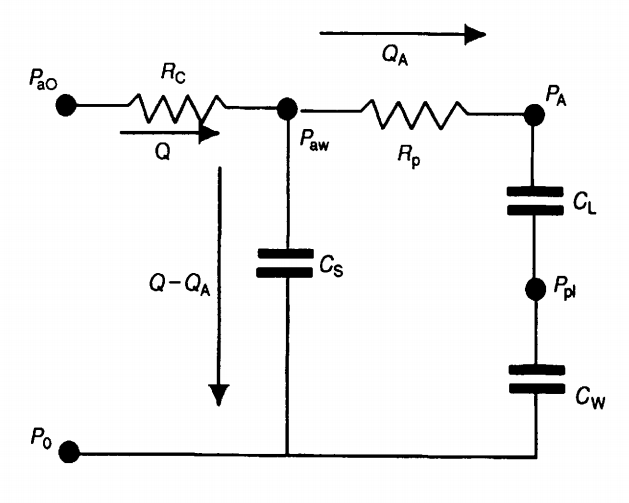 Q_A
P_aO
R_C
P_A
Q
P_aw
R_p
C_L
C_S
Q–Q_A
P_pl
C_W
P_0